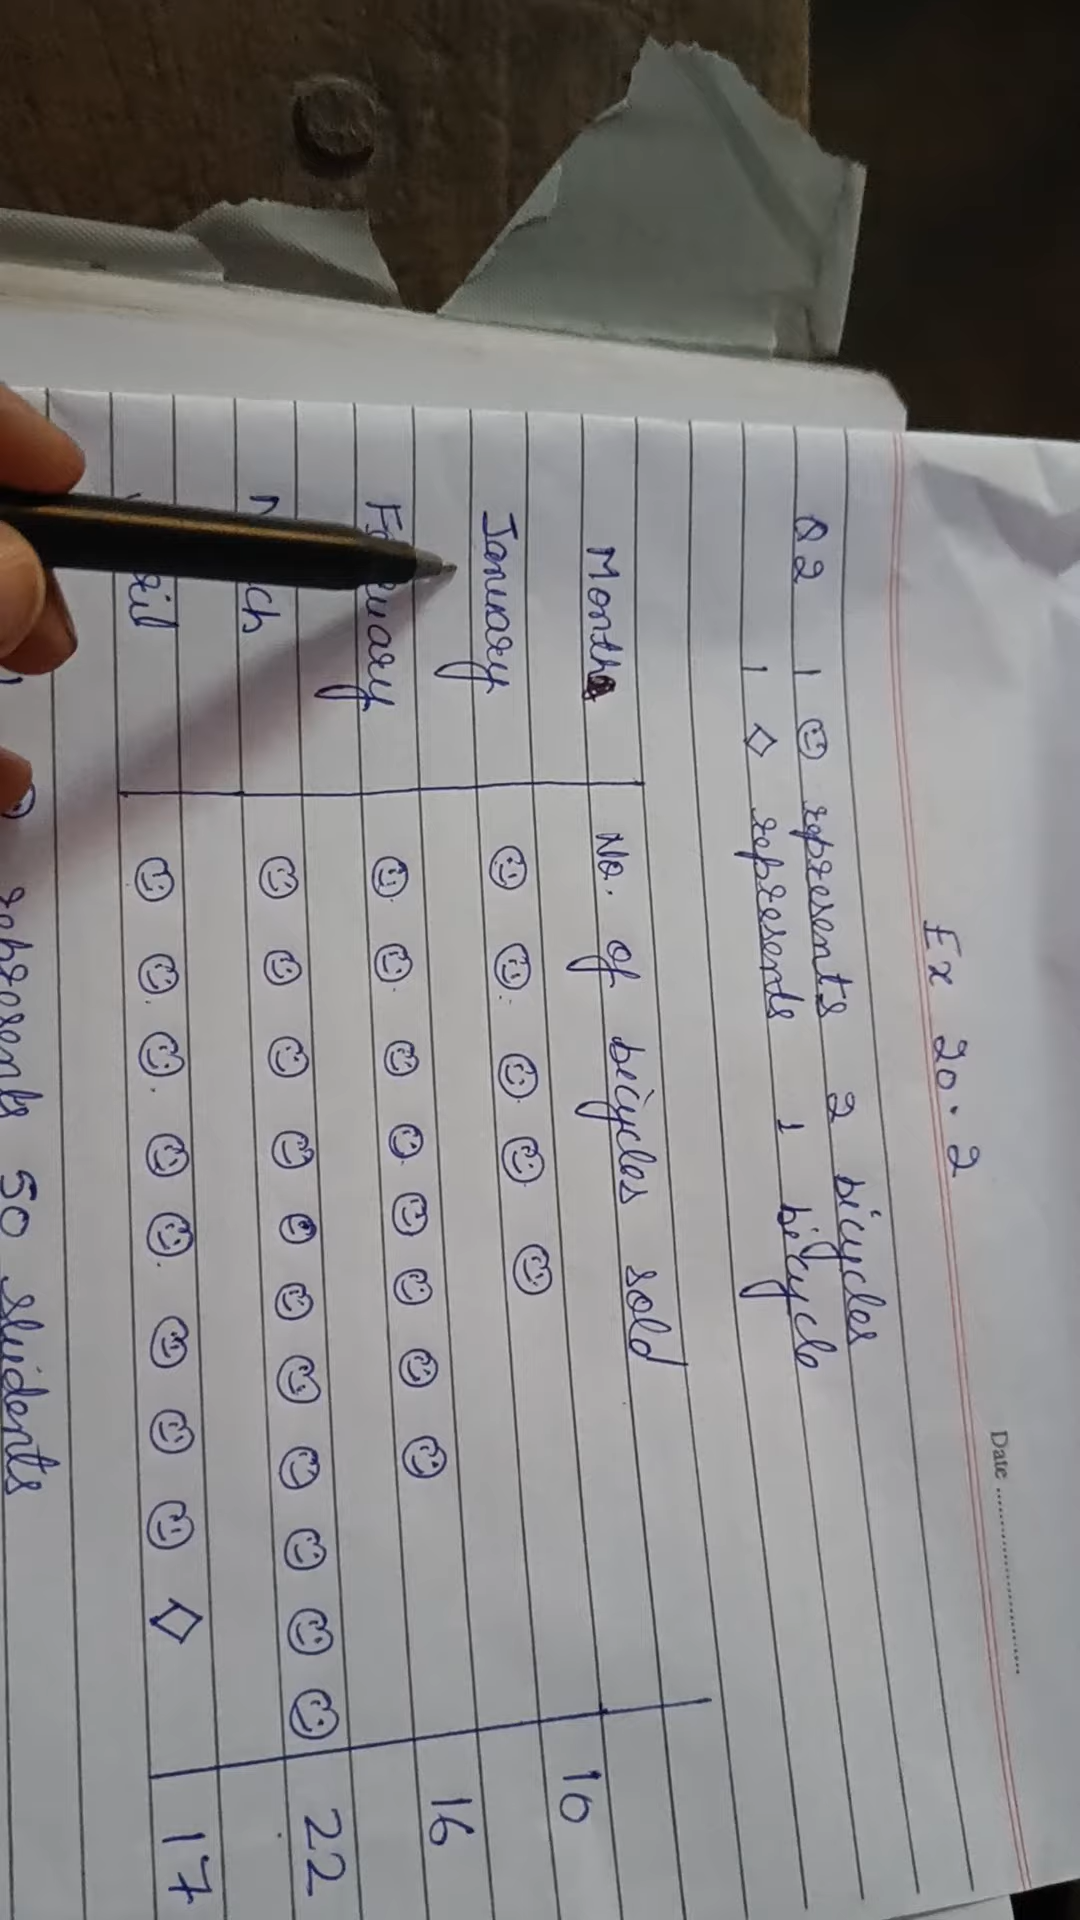 Date
Ex 20.2
Q2 1 ☺ represents 2 bicycles
1 ◇ represents 1 bicycle
Months No. of bicycles sold
January ☺ ☺ ☺ ☺ ☺ 10
☺ ☺ ☺ ☺ ☺ ☺ ☺ ☺ 16
☺ ☺ ☺ ☺ ☺ ☺ ☺ ☺ ☺ ☺ ☺ 22
☺ ☺ ☺ ☺ ☺ ☺ ☺ ☺ ◇ 17
represents 50 students